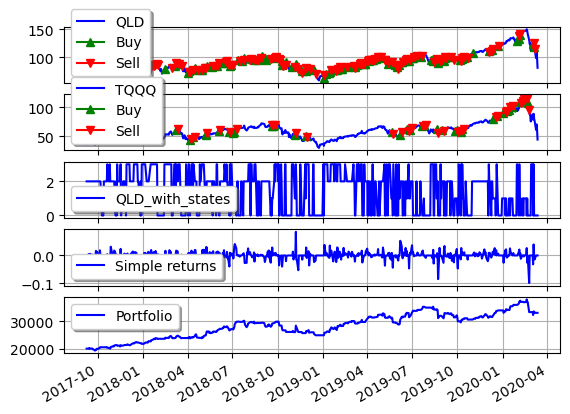 150
QLD
Buy
100
Sell
TQQQ
100
Buy
50
Sell
2
QLD_with_states
0
0.0
Simple returns
−0.1
Portfolio
30000
20000
2017-10
2018-01
2018-04
2018-07
2018-10
2019-01
2019-04
2019-07
2019-10
2020-01
2020-04